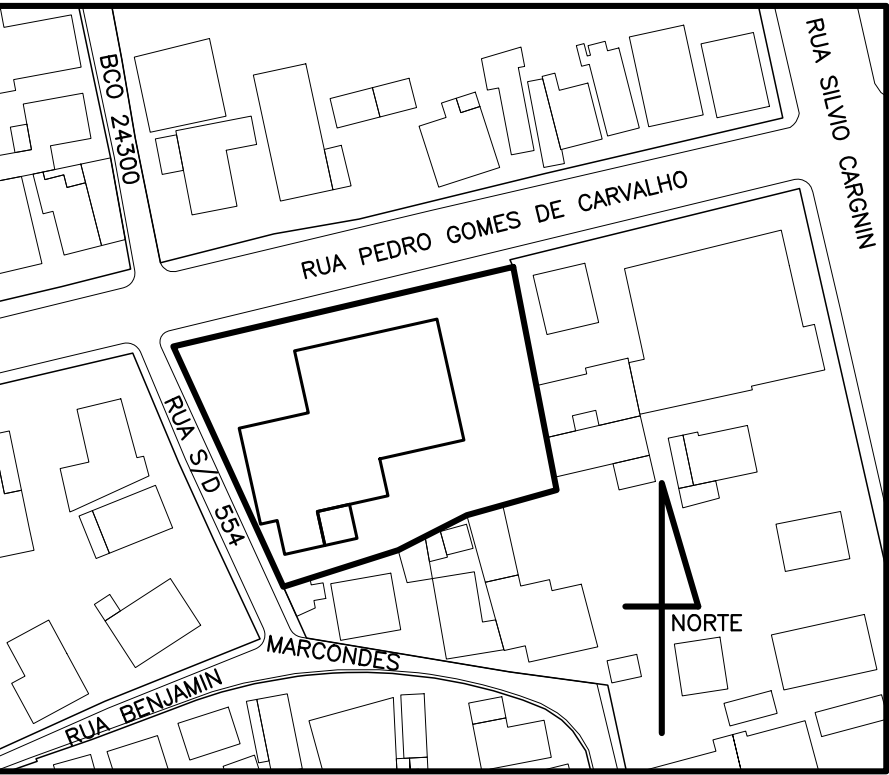 BCO 24300
RUA SILVIO CARGNIN
RUA PEDRO GOMES DE CARVALHO
RUA S/D 554
NORTE
RUA BENJAMIN MARCONDES